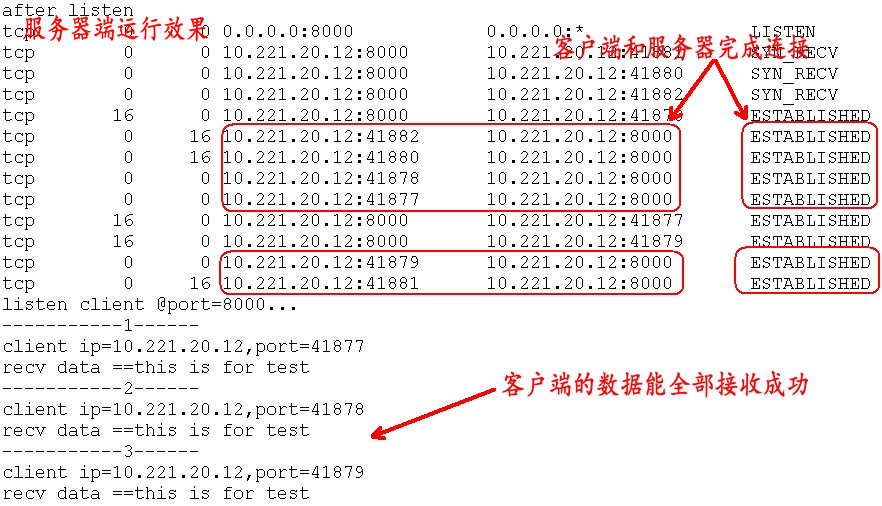 after listen
服务器端运行效果
tcp 0 0 0.0.0.0:8000 0.0.0.0:* LISTEN
客户端和服务器完成连接
tcp 0 0 10.221.20.12:8000 SYN_RECV
tcp 0 0 10.221.20.12:8000 10.221.20.12:41880 SYN_RECV
tcp 0 0 10.221.20.12:8000 10.221.20.12:41882 SYN_RECV
tcp 16 0 10.221.20.12:8000 ESTABLISHED
tcp 0 16 10.221.20.12:41882 10.221.20.12:8000 ESTABLISHED
tcp 0 16 10.221.20.12:41880 10.221.20.12:8000 ESTABLISHED
tcp 0 0 10.221.20.12:41878 10.221.20.12:8000 ESTABLISHED
tcp 0 0 10.221.20.12:41877 10.221.20.12:8000 ESTABLISHED
tcp 16 0 10.221.20.12:8000 10.221.20.12:41877 ESTABLISHED
tcp 16 0 10.221.20.12:8000 10.221.20.12:41879 ESTABLISHED
tcp 0 0 10.221.20.12:41879 10.221.20.12:8000 ESTABLISHED
tcp 0 16 10.221.20.12:41881 10.221.20.12:8000 ESTABLISHED
listen client @port=8000...
-----------1------
client ip=10.221.20.12,port=41877
recv data ==this is for test
-----------2------
客户端的数据能全部接收成功
client ip=10.221.20.12,port=41878
recv data ==this is for test
-----------3------
client ip=10.221.20.12,port=41879
recv data ==this is for test